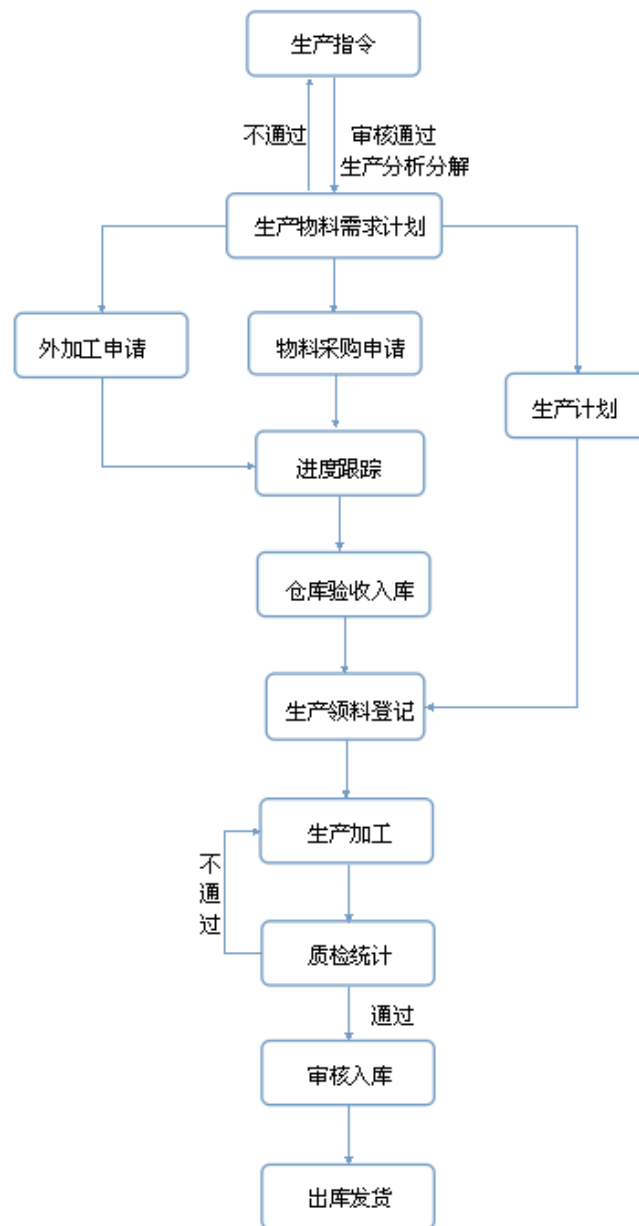 生产指令
不通过
审核通过
生产分析分解
生产物料需求计划
外加工申请
物料采购申请
生产计划
进度跟踪
仓库验收入库
生产领料登记
生产加工
不
通
过
质检统计
通过
审核入库
出库发货